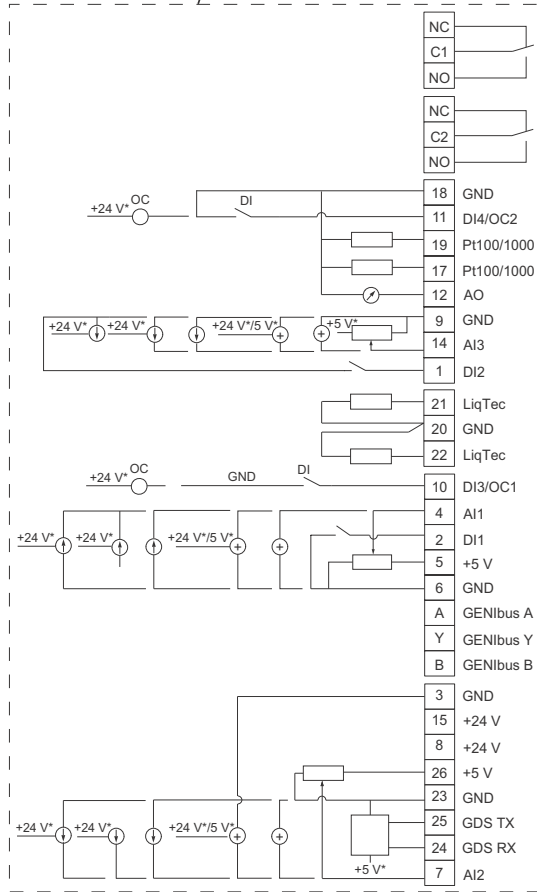 NC
C1
NO
NC
C2
NO
18 GND
+24 V* OC DI 11 DI4/OC2
19 Pt100/1000
17 Pt100/1000
12 AO
9 GND
+24 V* +24 V* +24 V*/5 V* +5 V*
14 AI3
1 DI2
21 LiqTec
20 GND
22 LiqTec
+24 V* OC GND DI 10 DI3/OC1
4 AI1
+24 V* +24 V* +24 V*/5 V* 2 DI1
5 +5 V
6 GND
A GENIbus A
Y GENIbus Y
B GENIbus B
3 GND
15 +24 V
8 +24 V
26 +5 V
23 GND
25 GDS TX
+24 V* +24 V* +24 V*/5 V* 24 GDS RX
+5 V* 7 AI2